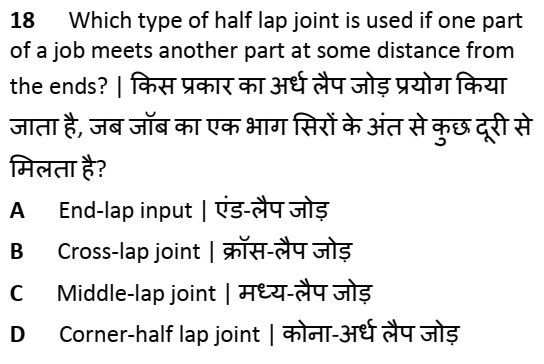 18 Which type of half lap joint is used if one part
of a job meets another part at some distance from
the ends? | किस प्रकार का अर्ध लैप जोड़ प्रयोग किया
जाता है, जब जॉब का एक भाग सिरों के अंत से कुछ दूरी से
मिलता है?
A End-lap input | एंड-लैप जोड़
B Cross-lap joint | क्रॉस-लैप जोड़
C Middle-lap joint | मध्य-लैप जोड़
D Corner-half lap joint | कोना-अर्ध लैप जोड़